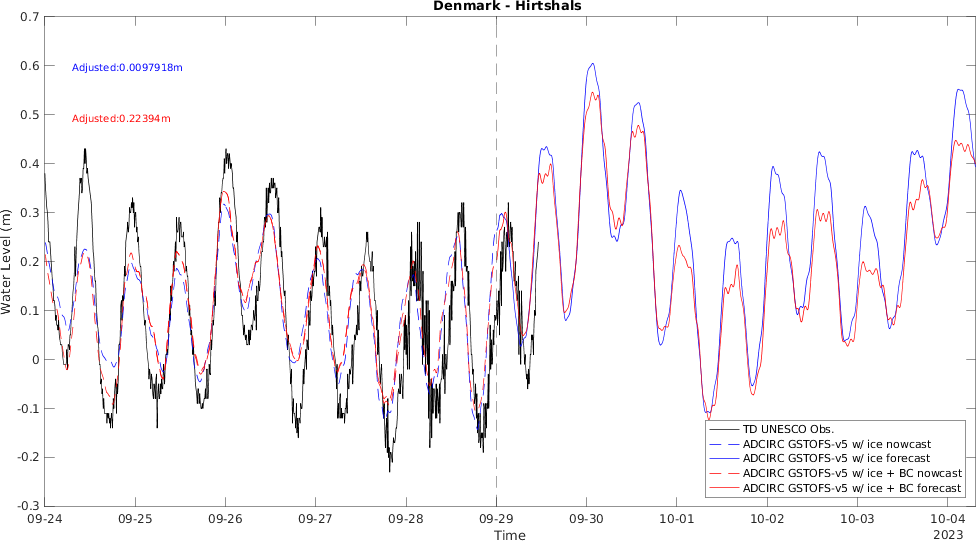 Denmark - Hirtshals
0.7
0.6
0.5
0.4
0.3
0.2
0.1
0
-0.1
-0.2
-0.3
Water Level (m)
Adjusted:0.0097918m
Adjusted:0.22394m
TD UNESCO Obs.
ADCIRC GSTOFS-v5 w/ ice nowcast
ADCIRC GSTOFS-v5 w/ ice forecast
ADCIRC GSTOFS-v5 w/ ice + BC nowcast
ADCIRC GSTOFS-v5 w/ ice + BC forecast
09-24 09-25 09-26 09-27 09-28 09-29 09-30 10-01 10-02 10-03 10-04
Time
2023